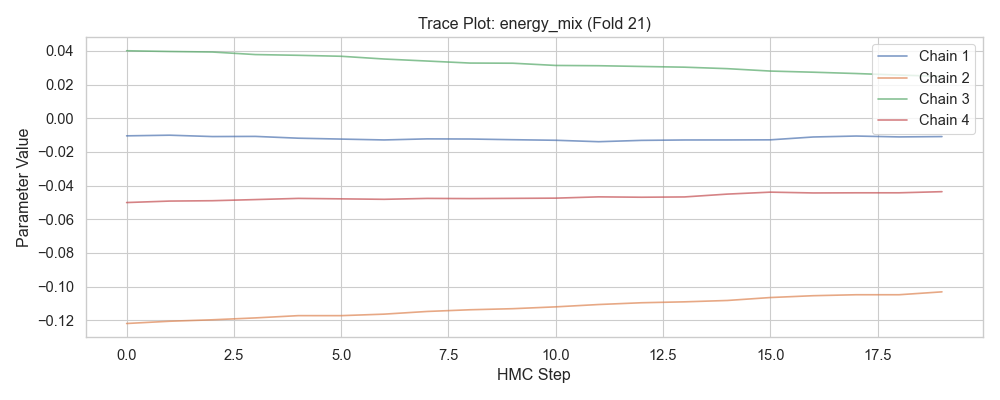 Trace Plot: energy_mix (Fold 21)
Parameter Value
0.04
0.02
0.00
−0.02
−0.04
−0.06
−0.08
−0.10
−0.12
Chain 1
Chain 2
Chain 3
Chain 4
0.0 2.5 5.0 7.5 10.0 12.5 15.0 17.5
HMC Step